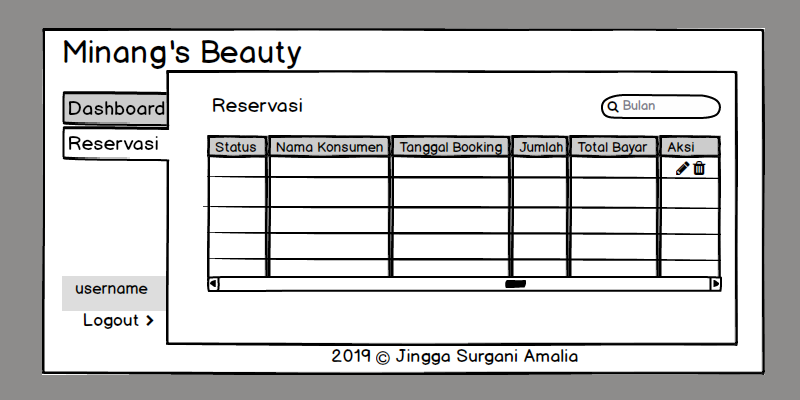 Minang's Beauty
Dashboard
Reservasi
Reservasi
Bulan
Status Nama Konsumen Tanggal Booking Jumlah Total Bayar Aksi
username
Logout
2019 © Jingga Surgani Amalia